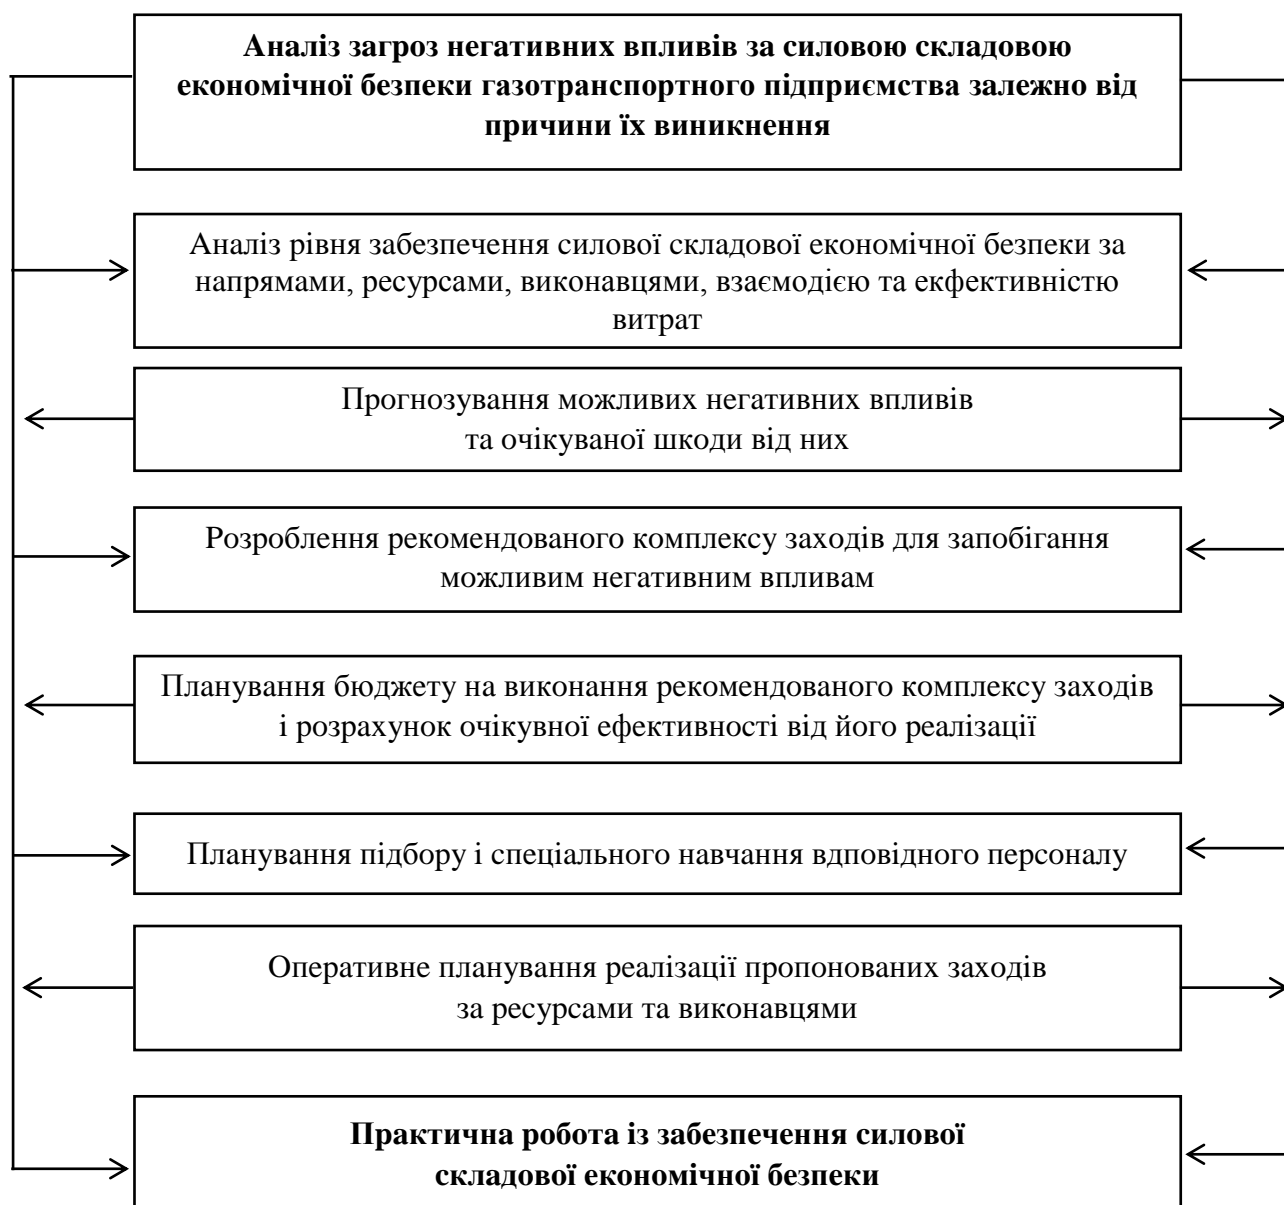 Аналіз загроз негативних впливів за силовою складовою
економічної безпеки газотранспортного підприємства залежно від
причини їх виникнення
Аналіз рівня забезпечення силової складової економічної безпеки за
напрямами, ресурсами, виконавцями, взаємодією та екфективністю
витрат
Прогнозування можливих негативних впливів
та очікуваної шкоди від них
Розроблення рекомендованого комплексу заходів для запобігання
можливим негативним впливам
Планування бюджету на виконання рекомендованого комплексу заходів
і розрахунок очікувної ефективності від його реалізації
Планування підбору і спеціального навчання вдповідного персоналу
Оперативне планування реалізації пропонованих заходів
за ресурсами та виконавцями
Практична робота із забезпечення силової
складової економічної безпеки